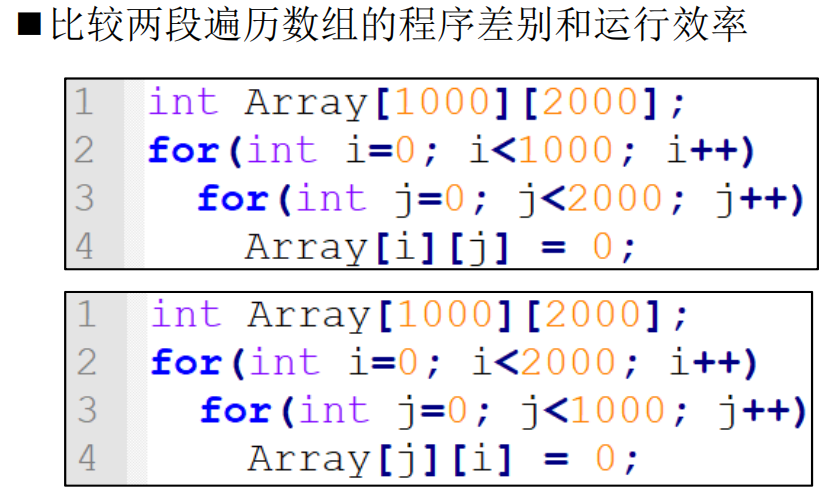 ■比较两段遍历数组的程序差别和运行效率
1 int Array[1000][2000];
2 for(int i=0; i<1000; i++)
3   for(int j=0; j<2000; j++)
4     Array[i][j] = 0;
1 int Array[1000][2000];
2 for(int i=0; i<2000; i++)
3   for(int j=0; j<1000; j++)
4     Array[j][i] = 0;